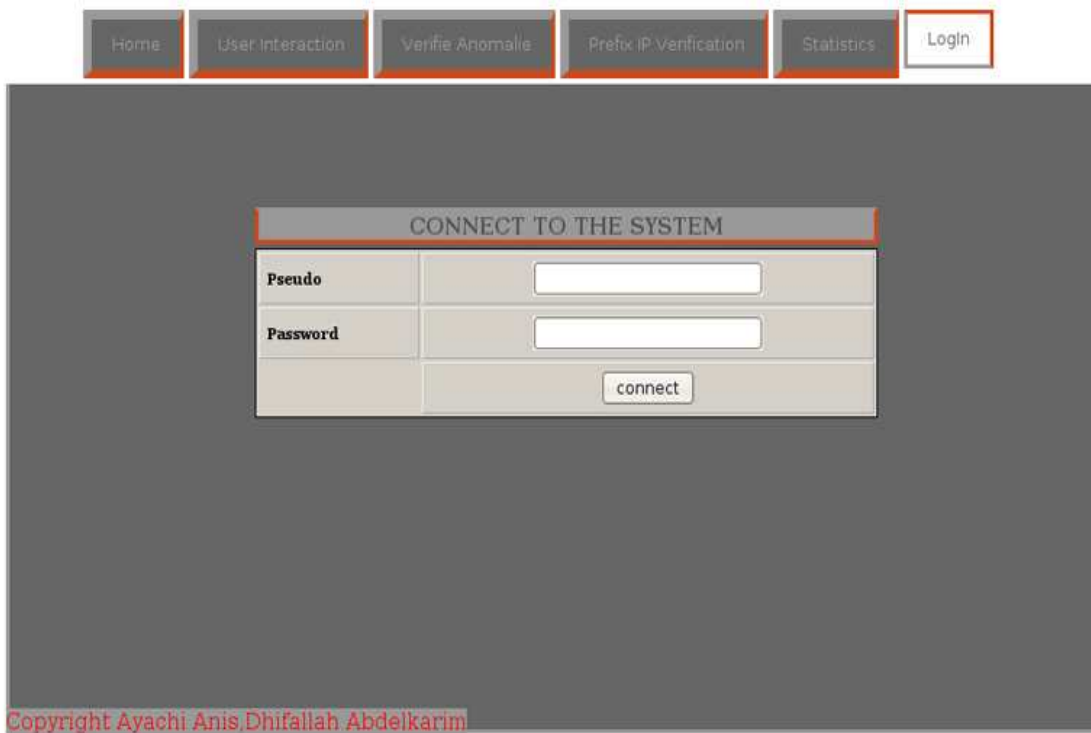 Home User Interaction Verifie Anomalie Prefix IP Verification Statistics LogIn
CONNECT TO THE SYSTEM
Pseudo
Password
connect
Copyright Ayachi Anis,Dhifallah Abdelkarim